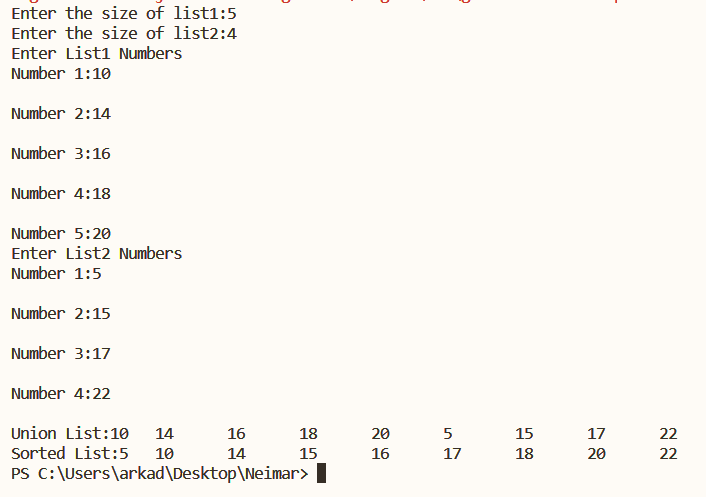 Enter the size of list1:5
Enter the size of list2:4
Enter List1 Numbers
Number 1:10
Number 2:14
Number 3:16
Number 4:18
Number 5:20
Enter List2 Numbers
Number 1:5
Number 2:15
Number 3:17
Number 4:22
Union List:10 14 16 18 20 5 15 17 22
Sorted List:5 10 14 15 16 17 18 20 22
PS C:\Users\arkad\Desktop\Neimar>